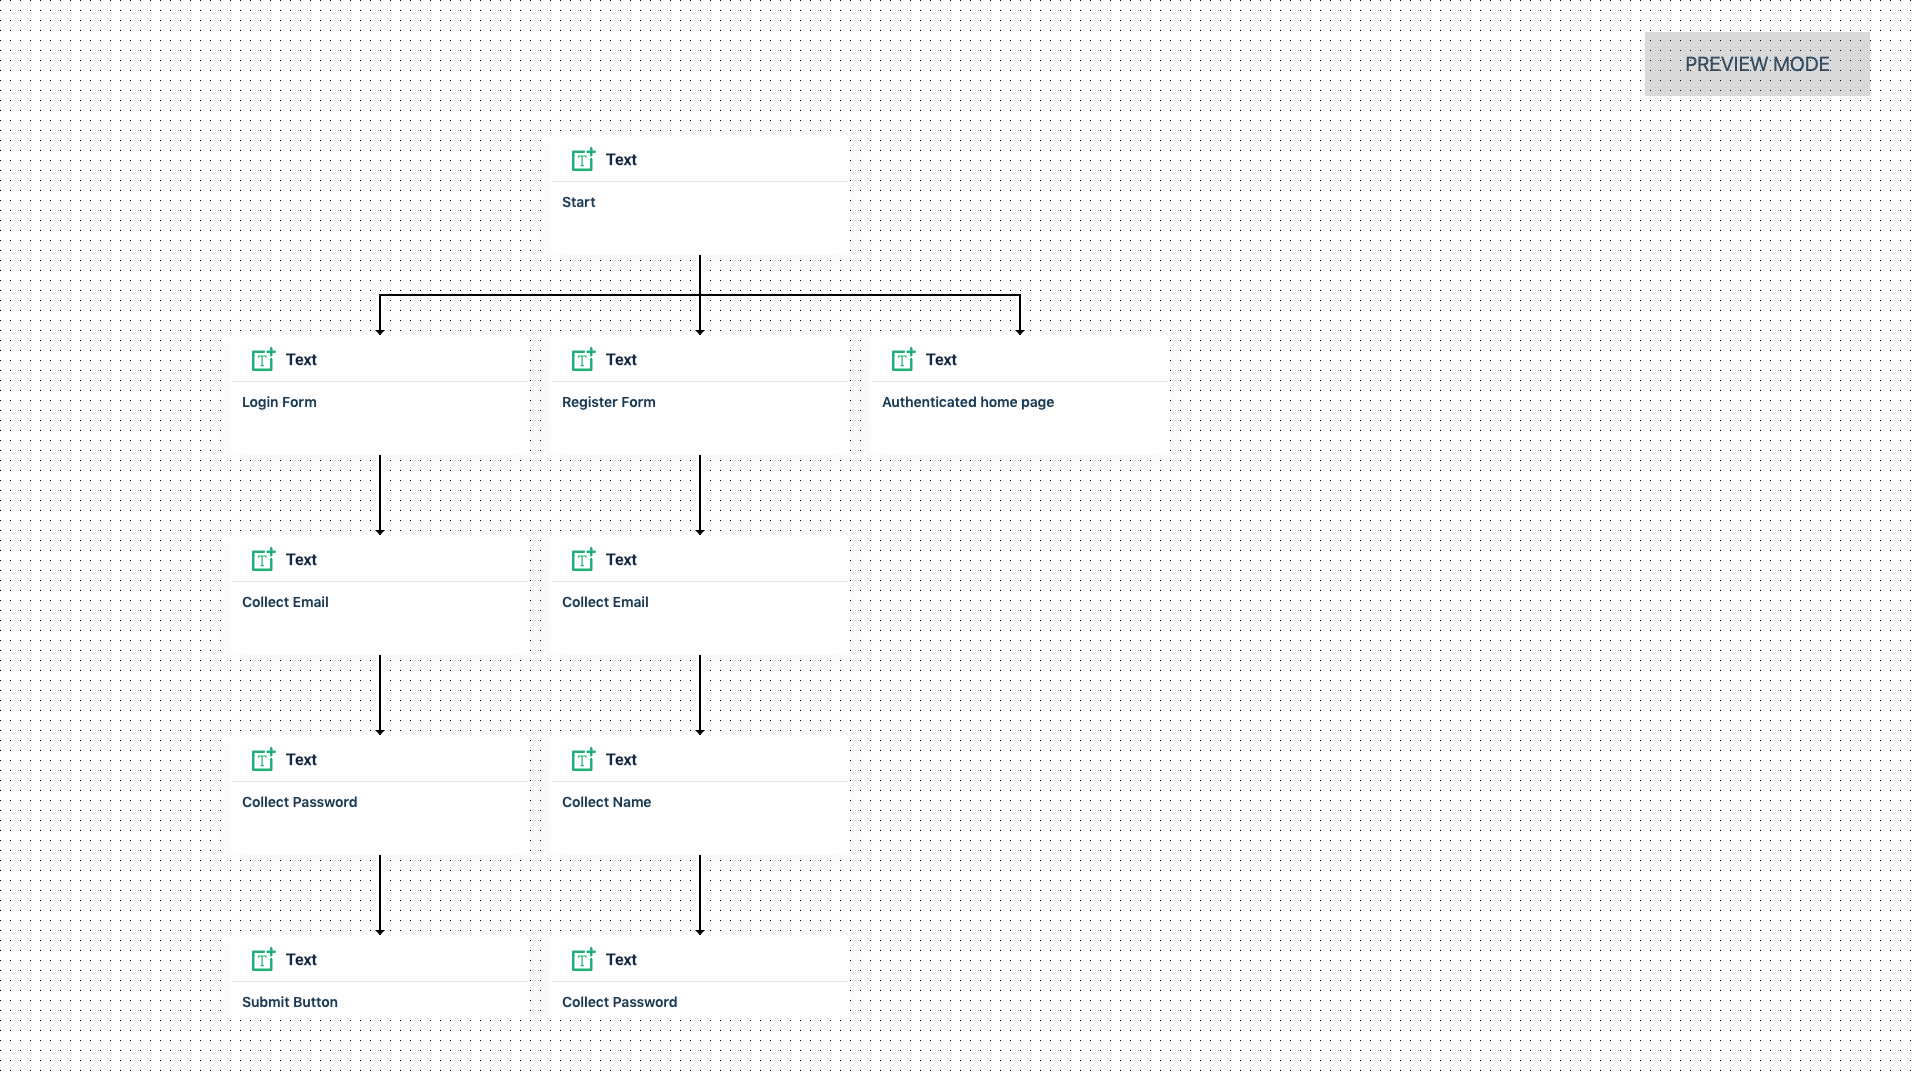 PREVIEW MODE
Text
Start
Text
Login Form
Text
Register Form
Text
Authenticated home page
Text
Collect Email
Text
Collect Email
Text
Collect Password
Text
Collect Name
Text
Submit Button
Text
Collect Password